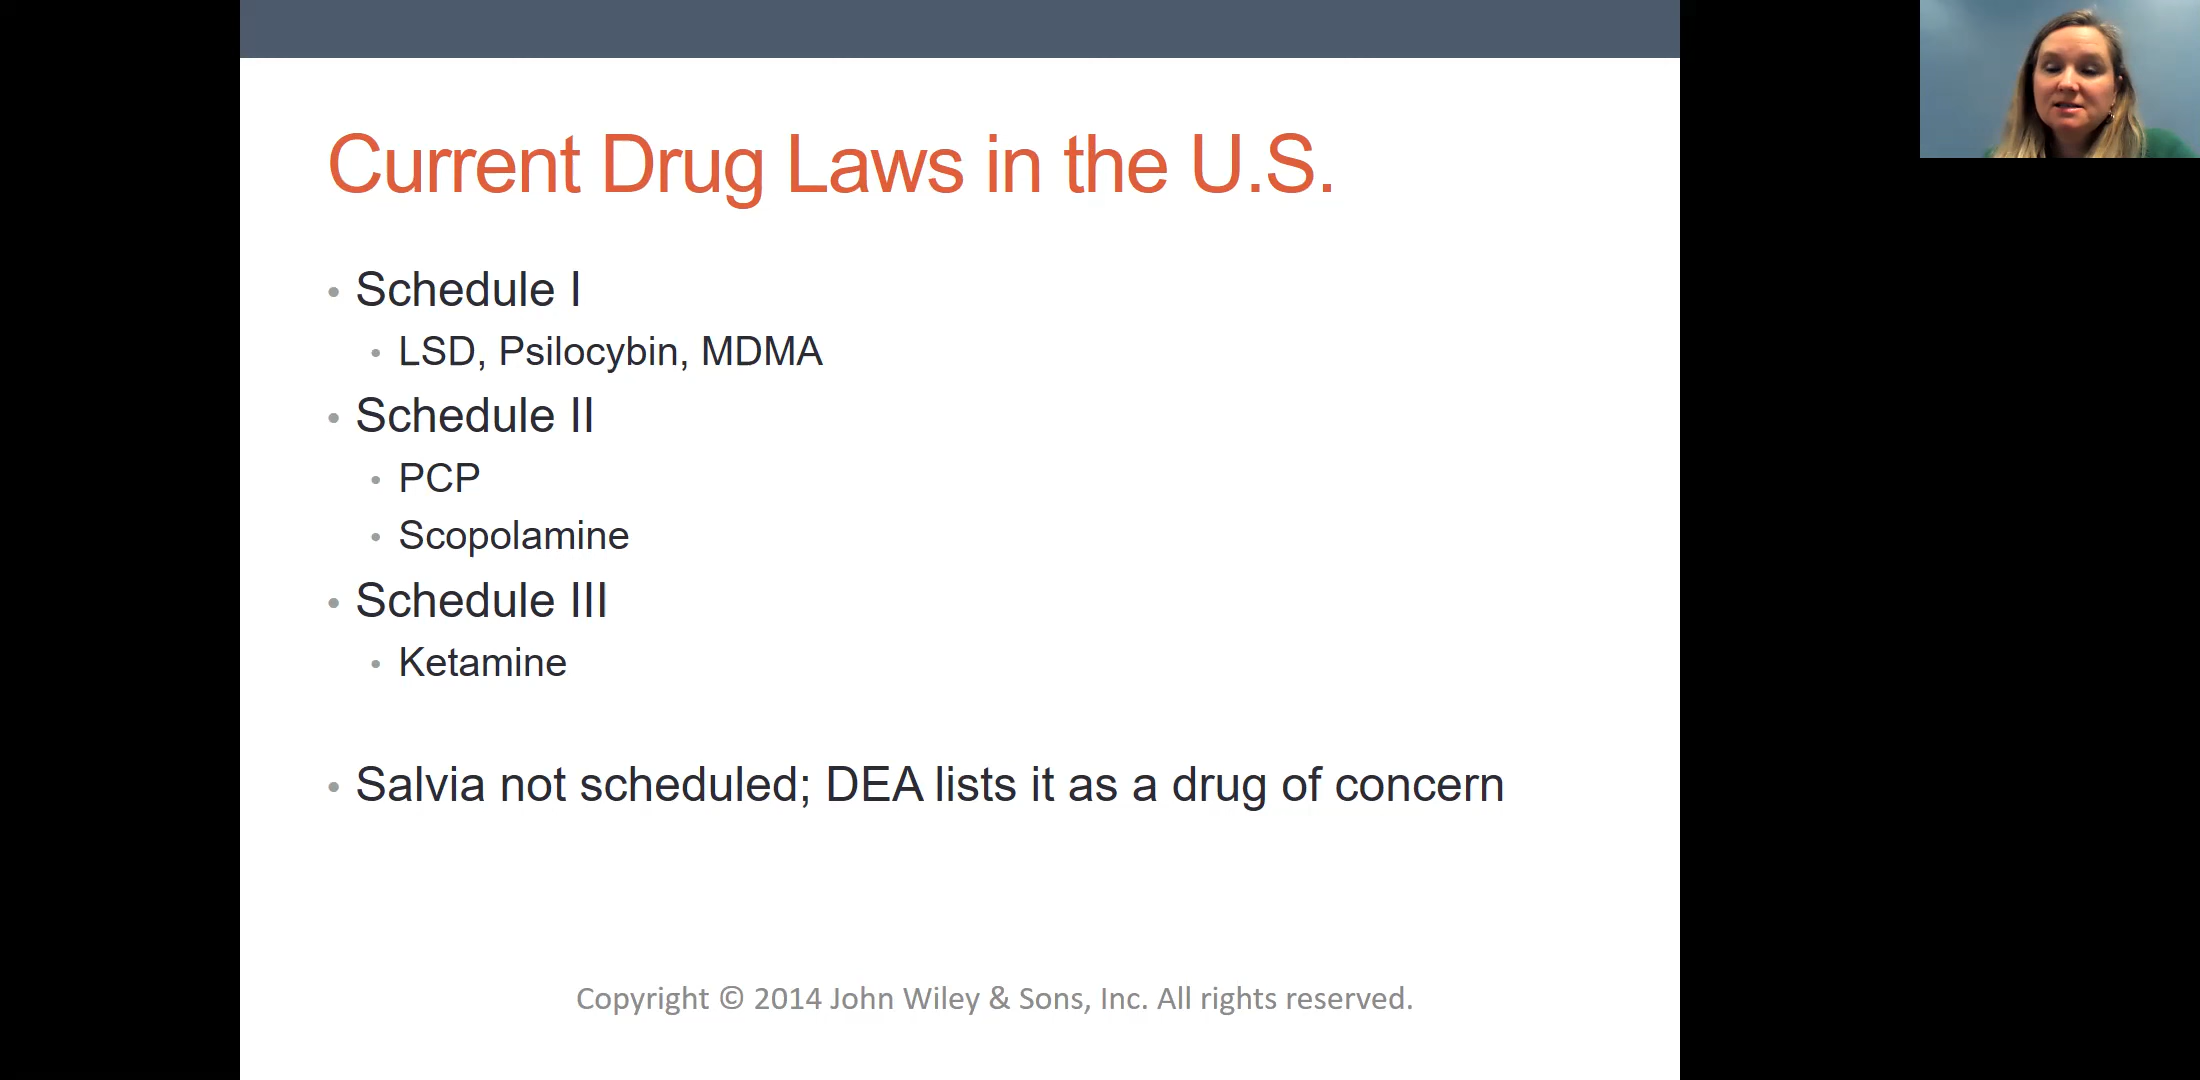 Current Drug Laws in the U.S.
• Schedule I
• LSD, Psilocybin, MDMA
• Schedule II
• PCP
• Scopolamine
• Schedule III
• Ketamine
• Salvia not scheduled; DEA lists it as a drug of concern
Copyright © 2014 John Wiley & Sons, Inc. All rights reserved.